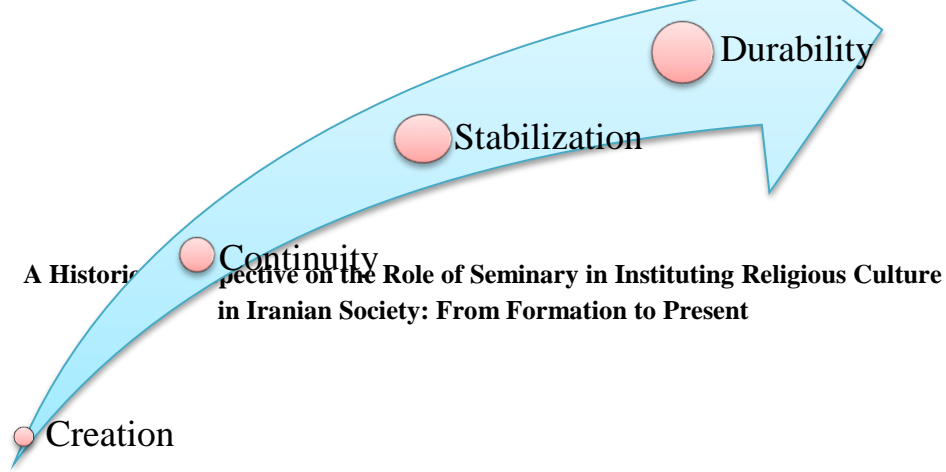 Durability
Stabilization
Continuity
A on the Role of Seminary in Instituting Religious Culture
in Iranian Society: From Formation to Present
Creation